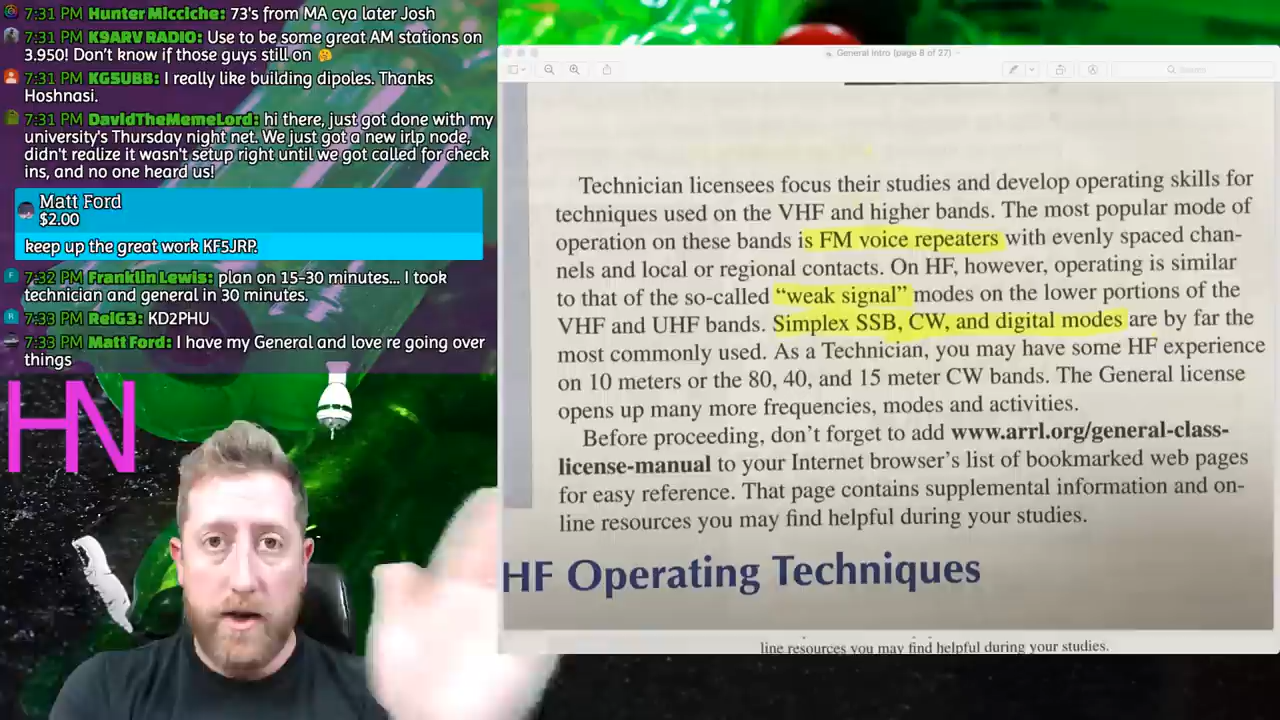 7:31 PM Hunter Micciche: 73's from MA cya later Josh
7:31 PM K9ARV RADIO: Use to be some great AM stations on
3.950! Don't know if those guys still on 🤔
7:31 PM KG5UBB: I really like building dipoles. Thanks
Hoshnasi.
7:31 PM DavidTheMemeLord: hi there, just got done with my
university's Thursday night net. We just got a new irlp node,
didn't realize it wasn't setup right until we got called for check
ins, and no one heard us!
Matt Ford
$2.00
keep up the great work KF5JRP.
7:32 PM Franklin Lewis: plan on 15-30 minutes... I took
technician and general in 30 minutes.
7:33 PM ReiG3: KD2PHU
7:33 PM Matt Ford: I have my General and love re going over
things
HN
General Intro (page 8 of 27)
Search
Technician licensees focus their studies and develop operating skills for
techniques used on the VHF and higher bands. The most popular mode of
operation on these bands is FM voice repeaters with evenly spaced chan-
nels and local or regional contacts. On HF, however, operating is similar
to that of the so-called “weak signal” modes on the lower portions of the
VHF and UHF bands. Simplex SSB, CW, and digital modes are by far the
most commonly used. As a Technician, you may have some HF experience
on 10 meters or the 80, 40, and 15 meter CW bands. The General license
opens up many more frequencies, modes and activities.
Before proceeding, don't forget to add www.arrl.org/general-class-
license-manual to your Internet browser's list of bookmarked web pages
for easy reference. That page contains supplemental information and on-
line resources you may find helpful during your studies.
HF Operating Techniques
line resources you may find helpful during your studies.